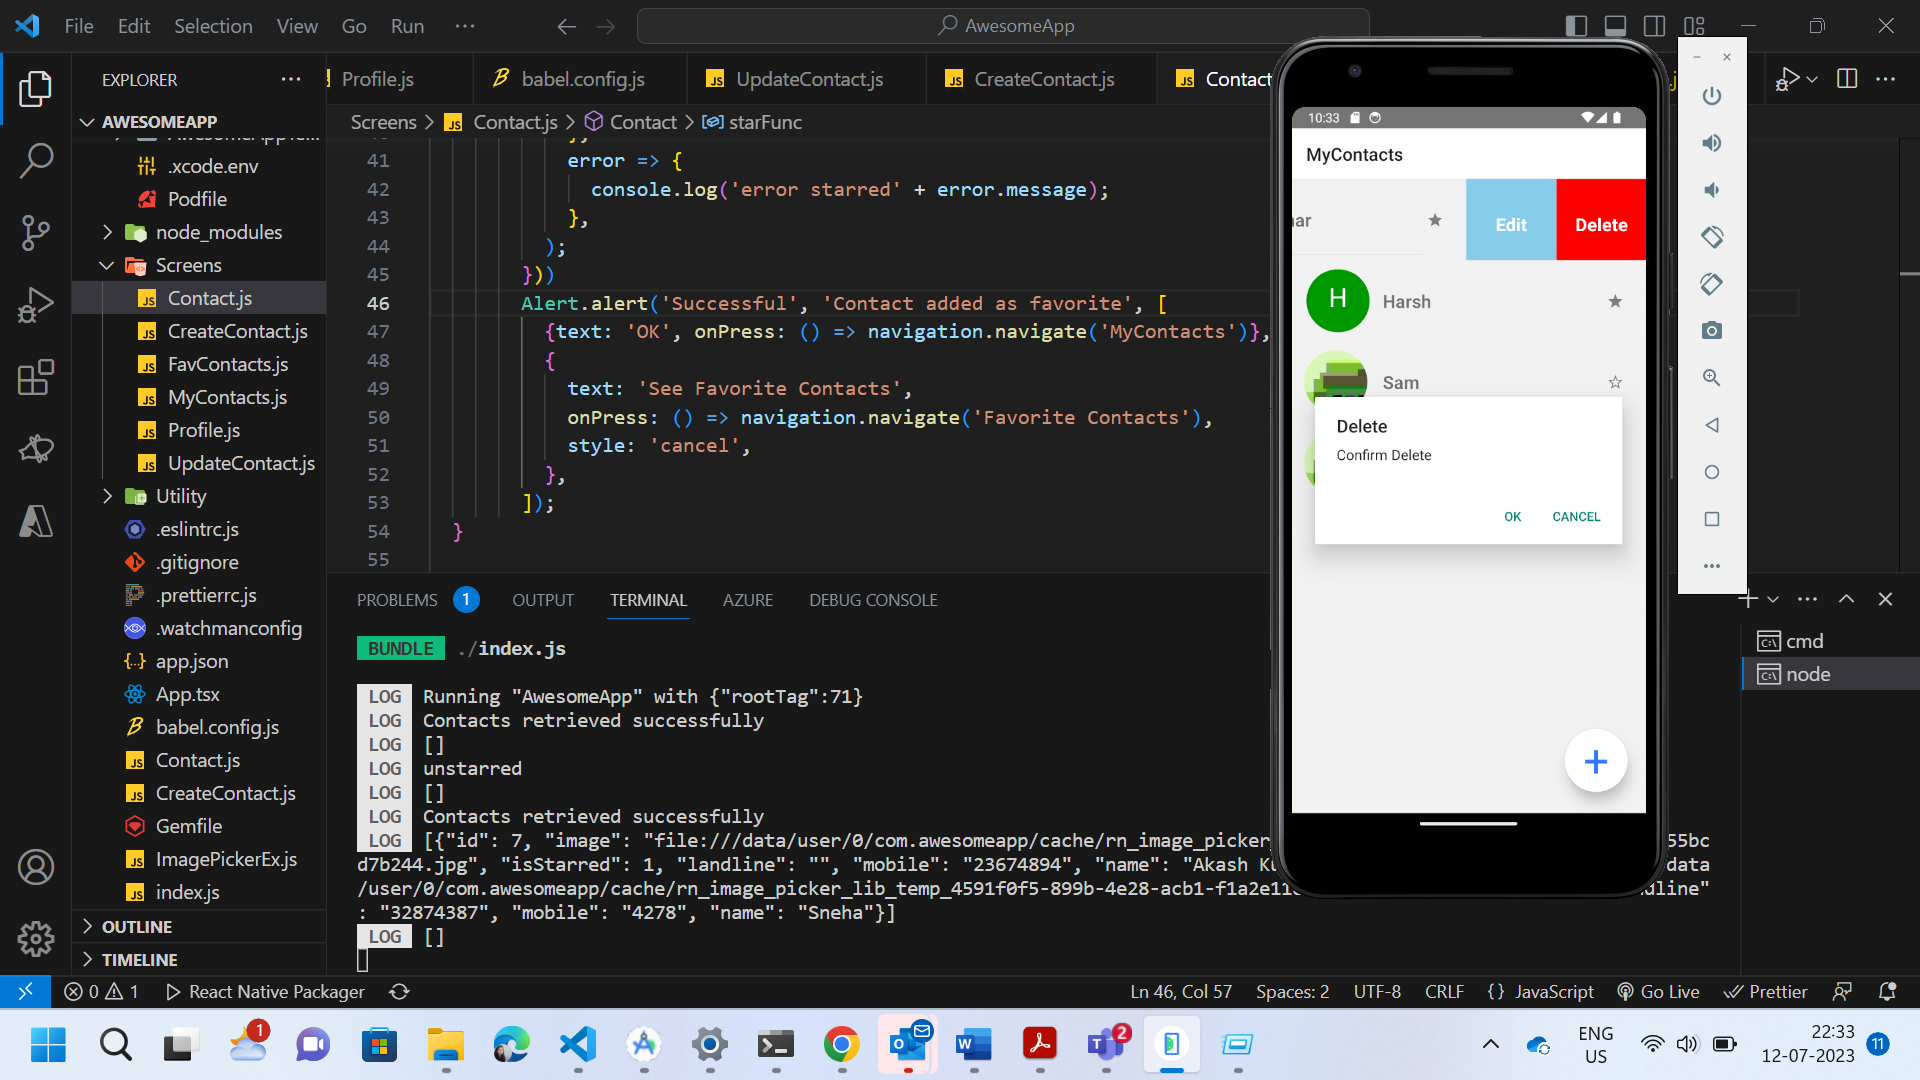 File Edit Selection View Go Run ··· AwesomeApp
EXPLORER
Profile.js babel.config.js UpdateContact.js CreateContact.js Contact
AWESOMEAPP
Screens > Contact.js > Contact > starFunc
.xcode.env
Podfile
node_modules
Screens
Contact.js
CreateContact.js
FavContacts.js
MyContacts.js
Profile.js
UpdateContact.js
Utility
.eslintrc.js
.gitignore
.prettierrc.js
.watchmanconfig
app.json
App.tsx
babel.config.js
Contact.js
CreateContact.js
Gemfile
ImagePickerEx.js
index.js
OUTLINE
TIMELINE
41 error => {
42 console.log('error starred' + error.message);
43 },
44 );
45 }))
46 Alert.alert('Successful', 'Contact added as favorite', [
47 {text: 'OK', onPress: () => navigation.navigate('MyContacts')},
48 {
49 text: 'See Favorite Contacts',
50 onPress: () => navigation.navigate('Favorite Contacts'),
51 style: 'cancel',
52 },
53 ]);
54 }
55
PROBLEMS 1 OUTPUT TERMINAL AZURE DEBUG CONSOLE
BUNDLE ./index.js
LOG Running "AwesomeApp" with {"rootTag":71}
LOG Contacts retrieved successfully
LOG []
LOG unstarred
LOG []
LOG Contacts retrieved successfully
LOG [{"id": 7, "image": "file:///data/user/0/com.awesomeapp/cache/rn_image_picker_ 55bc
d7b244.jpg", "isStarred": 1, "landline": "", "mobile": "23674894", "name": "Akash K data
/user/0/com.awesomeapp/cache/rn_image_picker_lib_temp_4591f0f5-899b-4e28-acb1-f1a2e11 dline"
: "32874387", "mobile": "4278", "name": "Sneha"}]
LOG []
cmd
node
10:33
MyContacts
ar Edit Delete
H Harsh
Sam
Delete
Confirm Delete
OK CANCEL
+
0 1 React Native Packager Ln 46, Col 57 Spaces: 2 UTF-8 CRLF {} JavaScript Go Live Prettier
1 2 ENG
US
22:33
12-07-2023
11